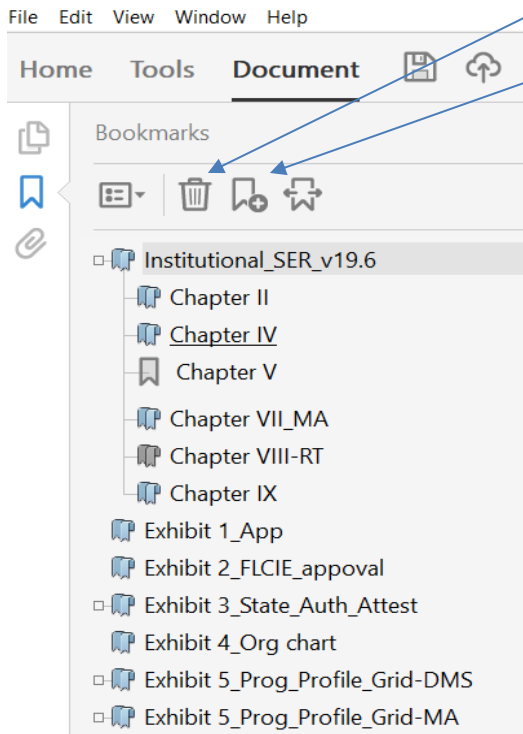 File Edit View Window Help
Home Tools Document
Bookmarks
Institutional_SER_v19.6
Chapter II
Chapter IV
Chapter V
Chapter VII_MA
Chapter VIII-RT
Chapter IX
Exhibit 1_App
Exhibit 2_FLCIE_appoval
Exhibit 3_State_Auth_Attest
Exhibit 4_Org chart
Exhibit 5_Prog_Profile_Grid-DMS
Exhibit 5_Prog_Profile_Grid-MA